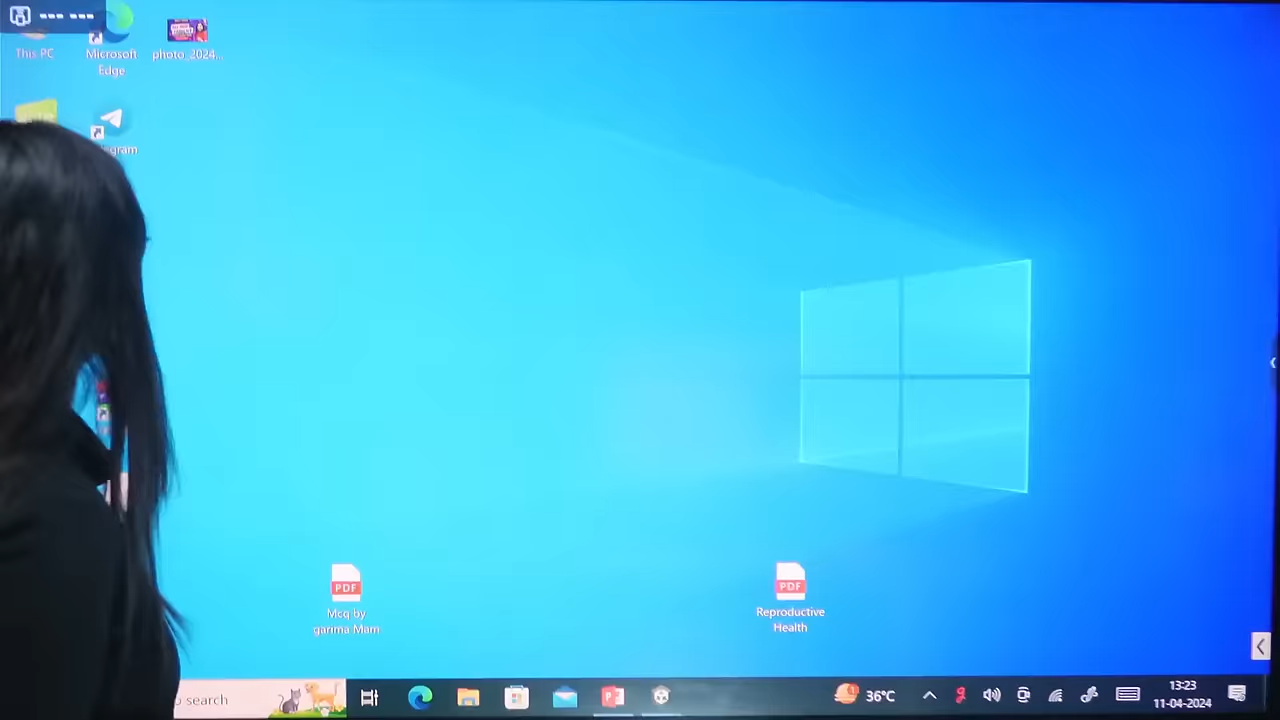 This PC
Microsoft
Edge
photo_2024...
gram
PDF
Mcq by
garima Mam
PDF
Reproductive
Health
search
36°C
13:23
11-04-2024